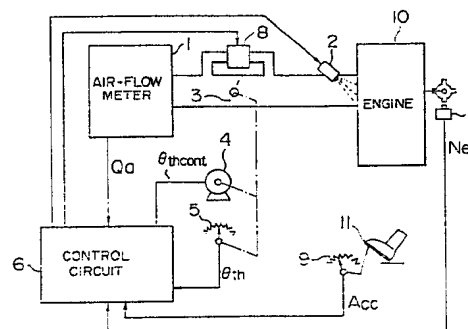 8
1
2
10
AIR-FLOW
METER
3
ENGINE
4
Ne
Qa
θthcont
5
11
6
CONTROL
CIRCUIT
θth
9
Acc